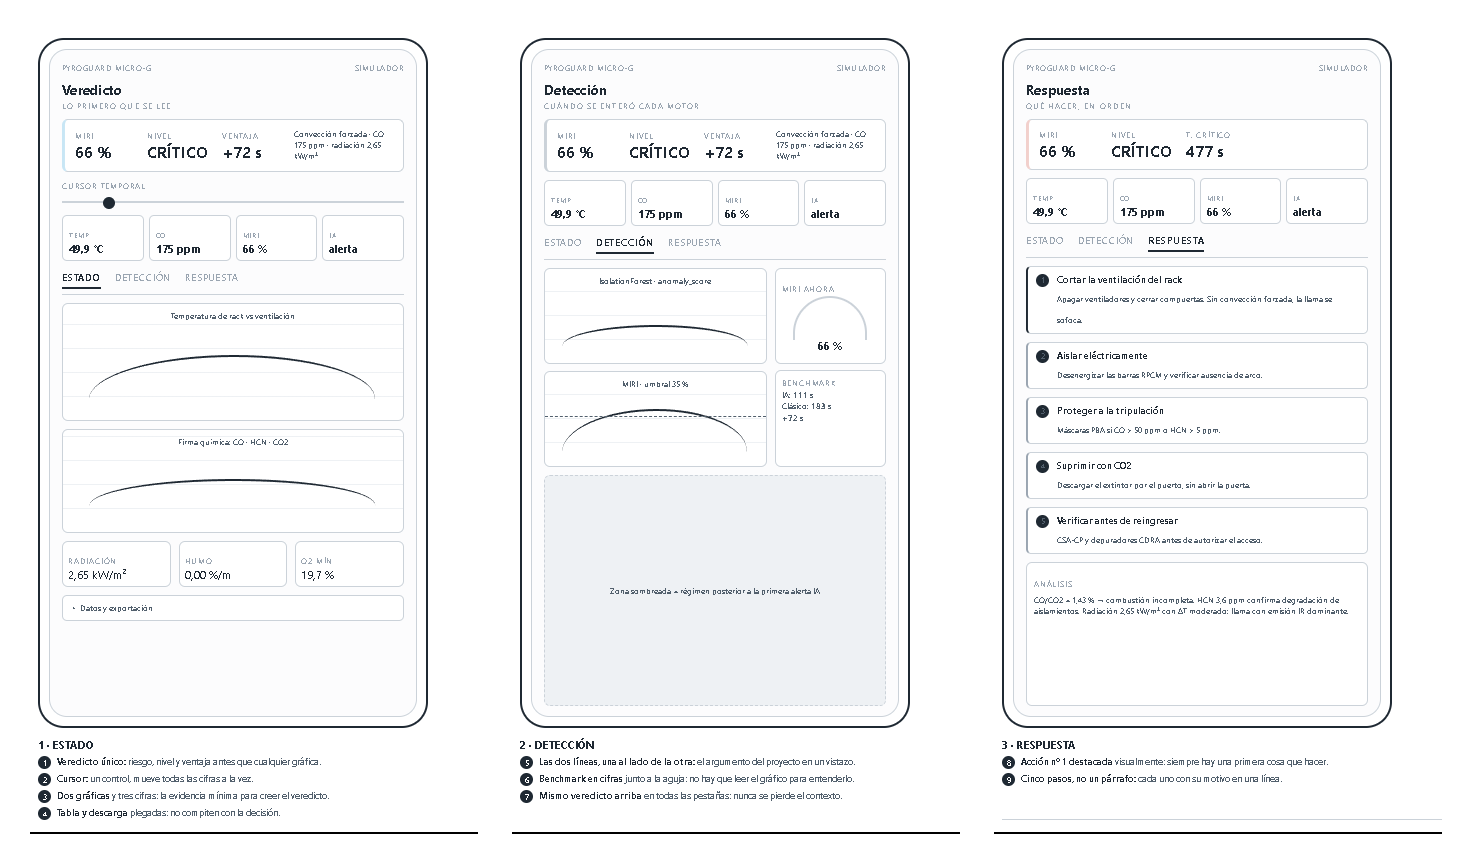 PYROGUARD MICRO-G
SIMULADOR
Veredicto
LO PRIMERO QUE SE LEE
MIRI
66 %
NIVEL
CRÍTICO
VENTAJA
+72 s
Convección forzada · CO
175 ppm · radiación 2,65
kW/m²
CURSOR TEMPORAL
TEMP
49,9 °C
CO
175 ppm
MIRI
66 %
IA
alerta
ESTADO
DETECCIÓN
RESPUESTA
Temperatura de rack vs ventilación
Firma química: CO · HCN · CO2
RADIACIÓN
2,65 kW/m²
HUMO
0,00 %/m
O2 MÍN
19,7 %
Datos y exportación
1 · ESTADO
1 Veredicto único: riesgo, nivel y ventaja antes que cualquier gráfica.
2 Cursor: un control, mueve todas las cifras a la vez.
3 Dos gráficas y tres cifras: la evidencia mínima para creer el veredicto.
4 Tabla y descarga plegadas: no compiten con la decisión.
PYROGUARD MICRO-G
SIMULADOR
Detección
CUÁNDO SE ENTERÓ CADA MOTOR
MIRI
66 %
NIVEL
CRÍTICO
VENTAJA
+72 s
Convección forzada · CO
175 ppm · radiación 2,65
kW/m²
TEMP
49,9 °C
CO
175 ppm
MIRI
66 %
IA
alerta
ESTADO
DETECCIÓN
RESPUESTA
IsolationForest · anomaly_score
MIRI AHORA
66 %
MIRI · umbral 35 %
BENCHMARK
IA: 111 s
Clásico: 183 s
+72 s
Zona sombreada = régimen posterior a la primera alerta IA
2 · DETECCIÓN
5 Las dos líneas, una al lado de la otra: el argumento del proyecto en un vistazo.
6 Benchmark en cifras junto a la aguja: no hay que leer el gráfico para entenderlo.
7 Mismo veredicto arriba en todas las pestañas: nunca se pierde el contexto.
PYROGUARD MICRO-G
SIMULADOR
Respuesta
QUÉ HACER, EN ORDEN
MIRI
66 %
NIVEL
CRÍTICO
T. CRÍTICO
477 s
TEMP
49,9 °C
CO
175 ppm
MIRI
66 %
IA
alerta
ESTADO
DETECCIÓN
RESPUESTA
1 Cortar la ventilación del rack
Apagar ventiladores y cerrar compuertas. Sin convección forzada, la llama se
sofoca.
2 Aislar eléctricamente
Desenergizar las barras RPCM y verificar ausencia de arco.
3 Proteger a la tripulación
Máscaras PBA si CO > 50 ppm o HCN > 5 ppm.
4 Suprimir con CO2
Descargar el extintor por el puerto, sin abrir la puerta.
5 Verificar antes de reingresar
CSA-CP y depuradores CDRA antes de autorizar el acceso.
ANÁLISIS
CO/CO2 = 1,43 % → combustión incompleta. HCN 3,6 ppm confirma degradación de
aislamientos. Radiación 2,65 kW/m² con ΔT moderado: llama con emisión IR dominante.
3 · RESPUESTA
8 Acción nº 1 destacada visualmente: siempre hay una primera cosa que hacer.
9 Cinco pasos, no un párrafo: cada uno con su motivo en una línea.